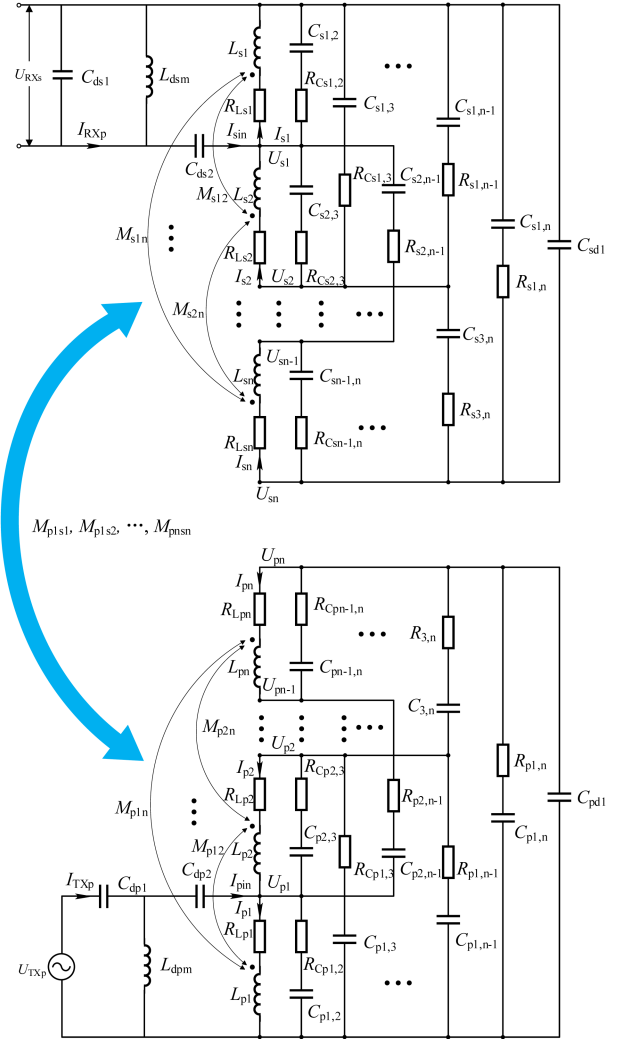 C_s1,2
L_s1
U_RXs
C_ds1
L_dsm
R_Cs1,2
R_Ls1
C_s1,3
C_s1,n-1
I_RXp
I_sin
I_s1
C_ds2
U_s1
M_s12
L_s2
C_s2,3
R_Cs1,3
C_s2,n-1
R_s1,n-1
M_s1n
C_s1,n
C_sd1
R_Ls2
R_s2,n-1
I_s2
U_s2
R_Cs2,3
R_s1,n
M_s2n
U_sn-1
C_s3,n
L_sn
C_sn-1,n
R_s3,n
R_Lsn
R_Csn-1,n
I_sn
U_sn
M_p1s1, M_p1s2, ···, M_pnsn
U_pn
I_pn
R_Lpn
R_Cpn-1,n
R_3,n
L_pn
C_pn-1,n
U_pn-1
C_3,n
M_p2n
U_p2
I_p2
R_Cp2,3
R_p1,n
M_p1n
R_Lp2
R_p2,n-1
C_pd1
C_p1,n
M_p12
L_p2
C_p2,3
R_Cp1,3
C_p2,n-1
R_p1,n-1
I_TXp
C_dp1
C_dp2
I_pin
U_p1
I_p1
R_Lp1
C_p1,3
C_p1,n-1
U_TXp
L_dpm
R_Cp1,2
L_p1
C_p1,2